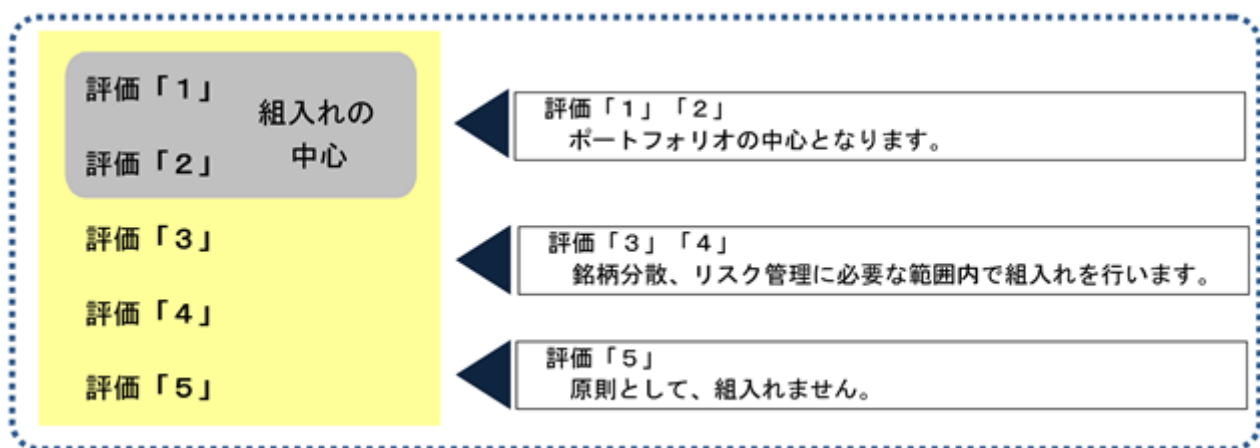 評価「１」
評価「２」
組入れの
中心
評価「３」
評価「４」
評価「５」
評価「１」「２」
ポートフォリオの中心となります。
評価「３」「４」
銘柄分散、リスク管理に必要な範囲内で組入れを行います。
評価「５」
原則として、組入れません。